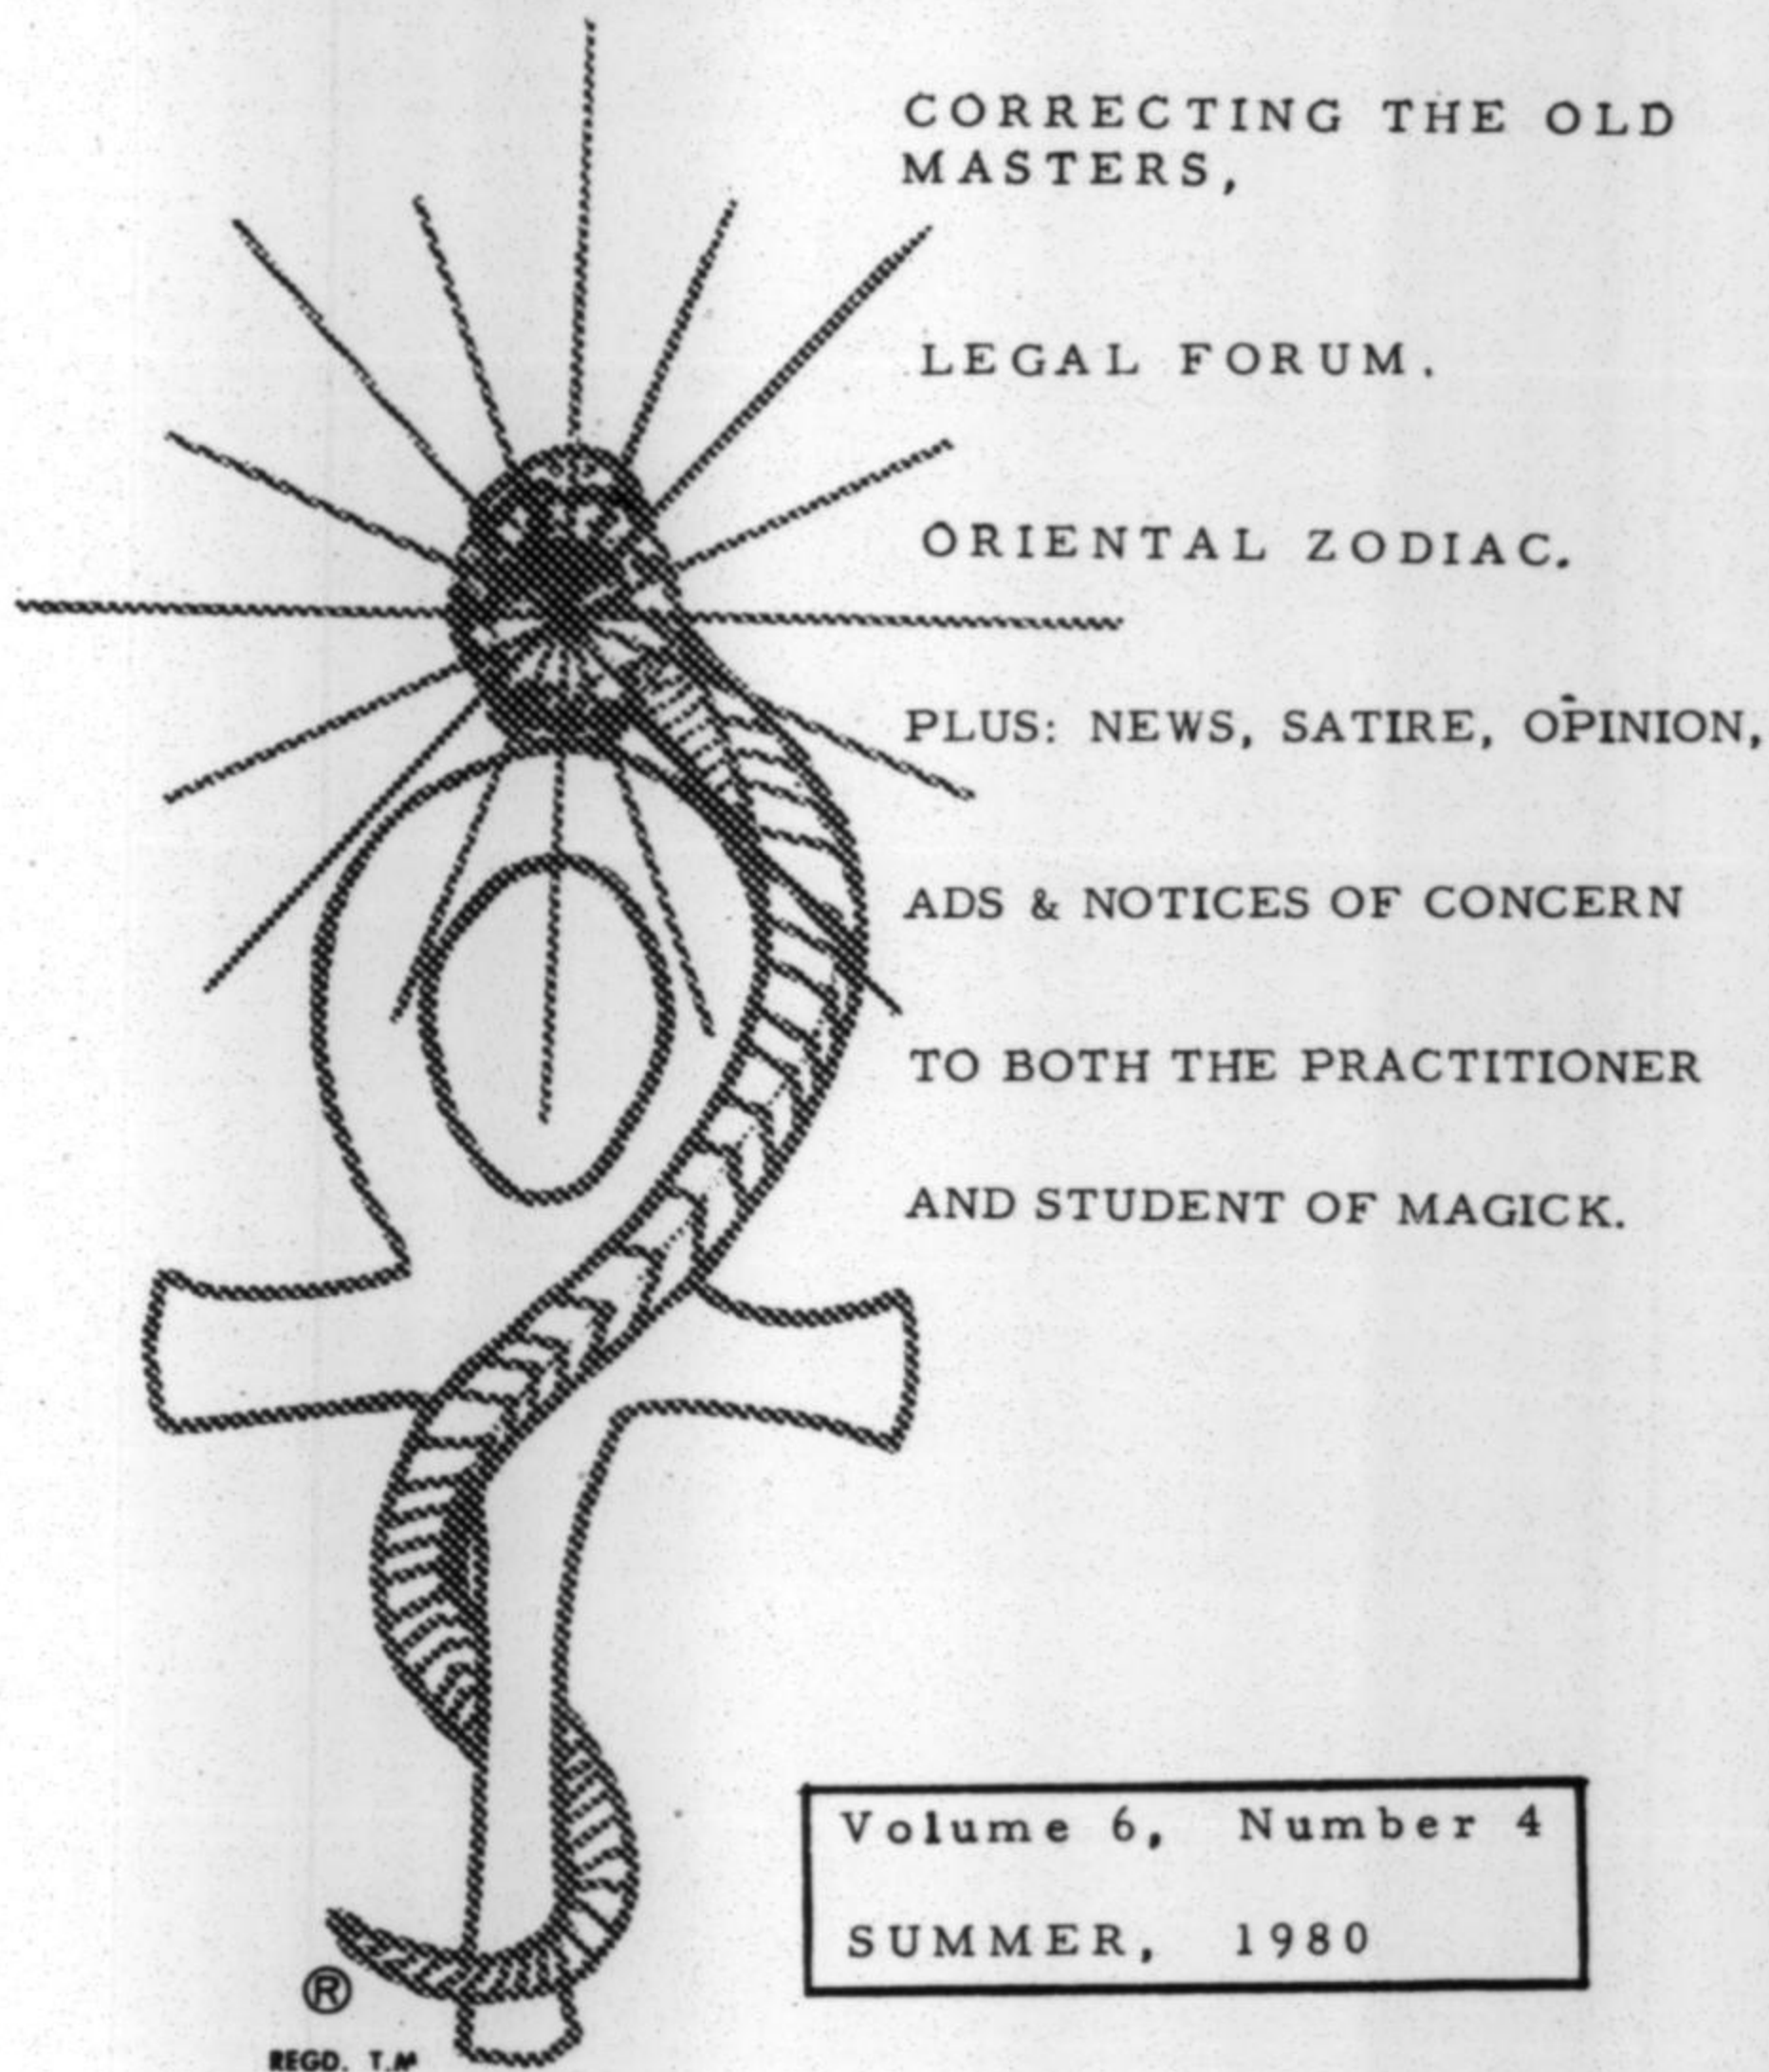 CORRECTING THE OLD
MASTERS,
LEGAL FORUM.
ORIENTAL ZODIAC.
PLUS: NEWS, SATIRE, OPINION,
ADS & NOTICES OF CONCERN
TO BOTH THE PRACTITIONER
AND STUDENT OF MAGICK.
Volume 6, Number 4
SUMMER, 1980
®
REGD. T.M